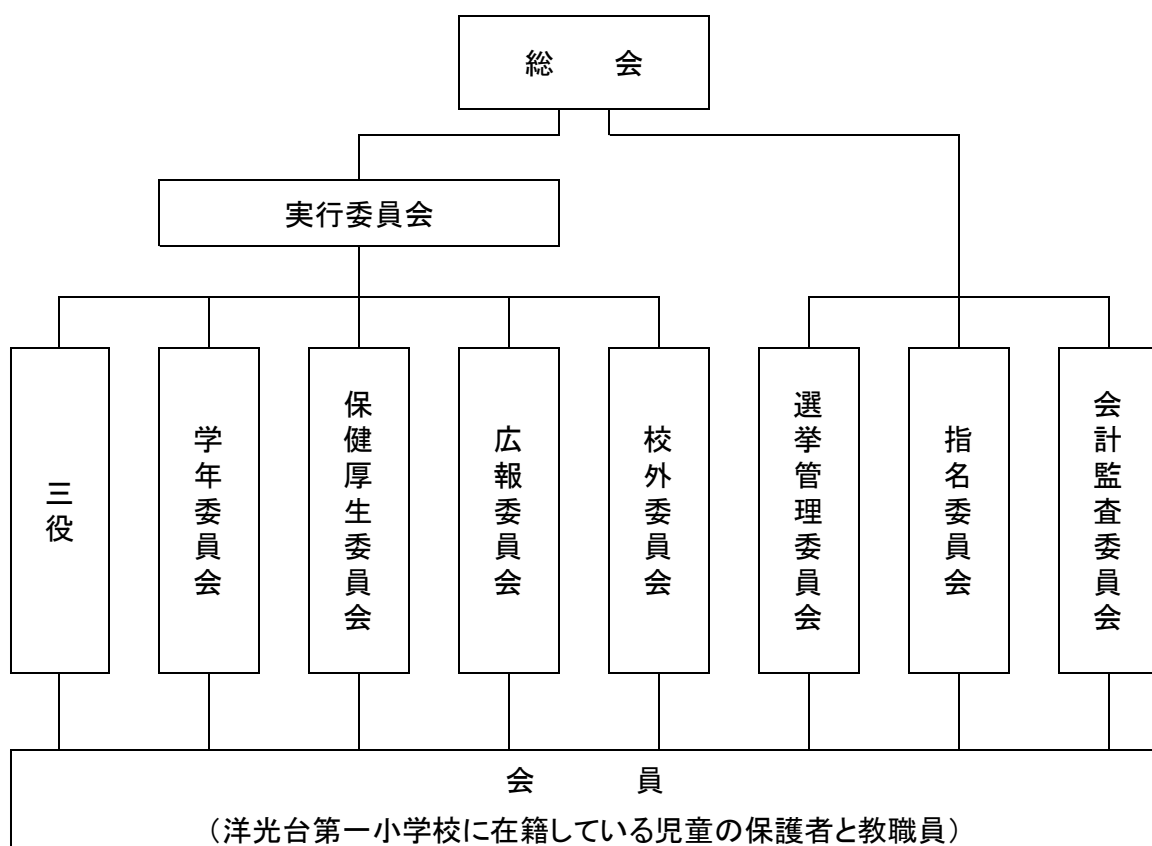 総　会
実行委員会
三役
学年委員会
保健厚生委員会
広報委員会
校外委員会
選挙管理委員会
指名委員会
会計監査委員会
会　員
（洋光台第一小学校に在籍している児童の保護者と教職員）